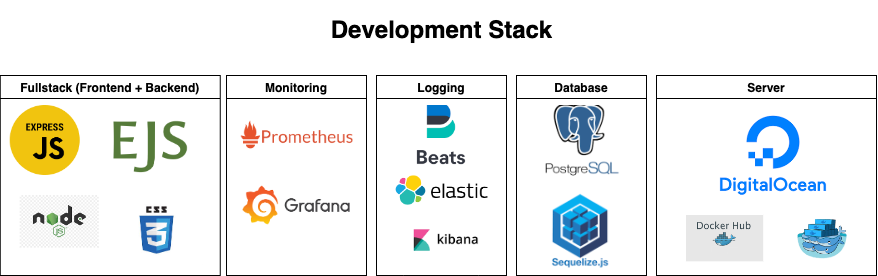 Development Stack
Fullstack (Frontend + Backend)
EXPRESS
JS
EJS
node
JS
CSS
3
Monitoring
Prometheus
Grafana
Logging
Beats
elastic
kibana
Database
PostgreSQL
Sequelize.js
Server
DigitalOcean
Docker Hub